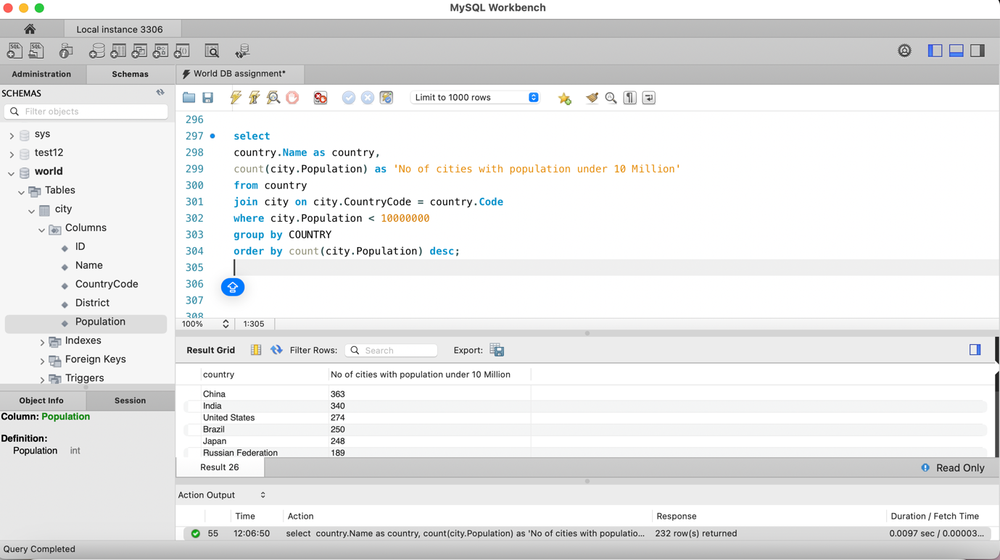 MySQL Workbench
Local instance 3306
Administration
Schemas
World DB assignment*
SCHEMAS
Filter objects
sys
test12
world
Tables
city
Columns
ID
Name
CountryCode
District
Population
Indexes
Foreign Keys
Triggers
Object Info
Session
Column: Population
Definition:
Population int
Query Completed
Limit to 1000 rows
296
297 select
298 country.Name as country,
299 count(city.Population) as 'No of cities with population under 10 Million'
300 from country
301 join city on city.CountryCode = country.Code
302 where city.Population < 10000000
303 group by COUNTRY
304 order by count(city.Population) desc;
305
306
307
308
100%
1:305
Result Grid
Filter Rows:
Search
Export:
country No of cities with population under 10 Million
China 363
India 340
United States 274
Brazil 250
Japan 248
Russian Federation 189
Result 26
Read Only
Action Output
Time Action Response Duration / Fetch Time
55 12:06:50 select country.Name as country, count(city.Population) as 'No of cities with populatio... 232 row(s) returned 0.0097 sec / 0.00003...